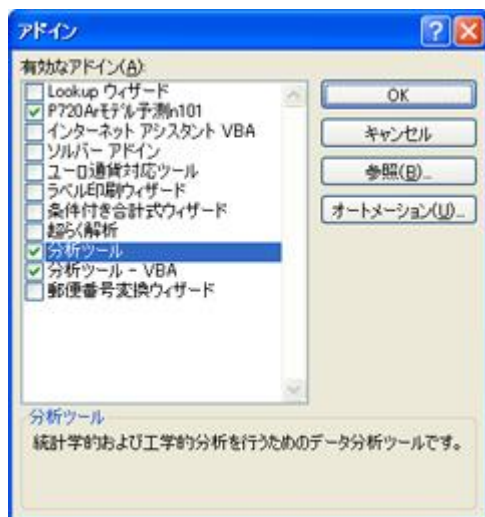 アドイン
有効なアドイン(A):
Lookup ウィザード
P720Arモデル予測n101
インターネット アシスタント VBA
ソルバー アドイン
ユーロ通貨対応ツール
ラベル印刷ウィザード
条件付き合計式ウィザード
超らく解析
分析ツール
分析ツール - VBA
郵便番号変換ウィザード
OK
キャンセル
参照(B)...
オートメーション(U)...
分析ツール
統計学的および工学的分析を行うためのデータ分析ツールです。